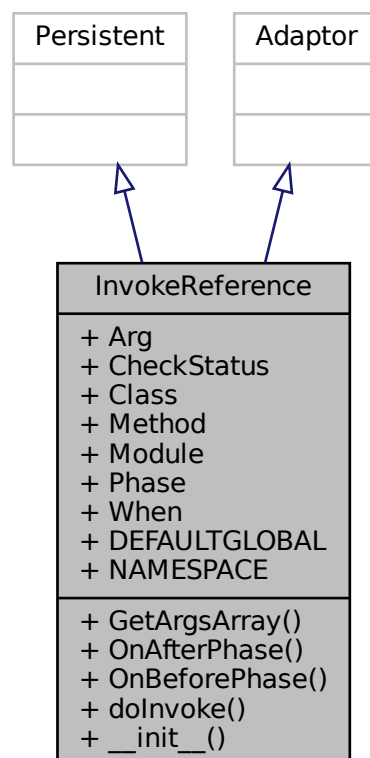 Persistent
Adaptor
InvokeReference
+ Arg
+ CheckStatus
+ Class
+ Method
+ Module
+ Phase
+ When
+ DEFAULTGLOBAL
+ NAMESPACE
+ GetArgsArray()
+ OnAfterPhase()
+ OnBeforePhase()
+ doInvoke()
+ __init__()